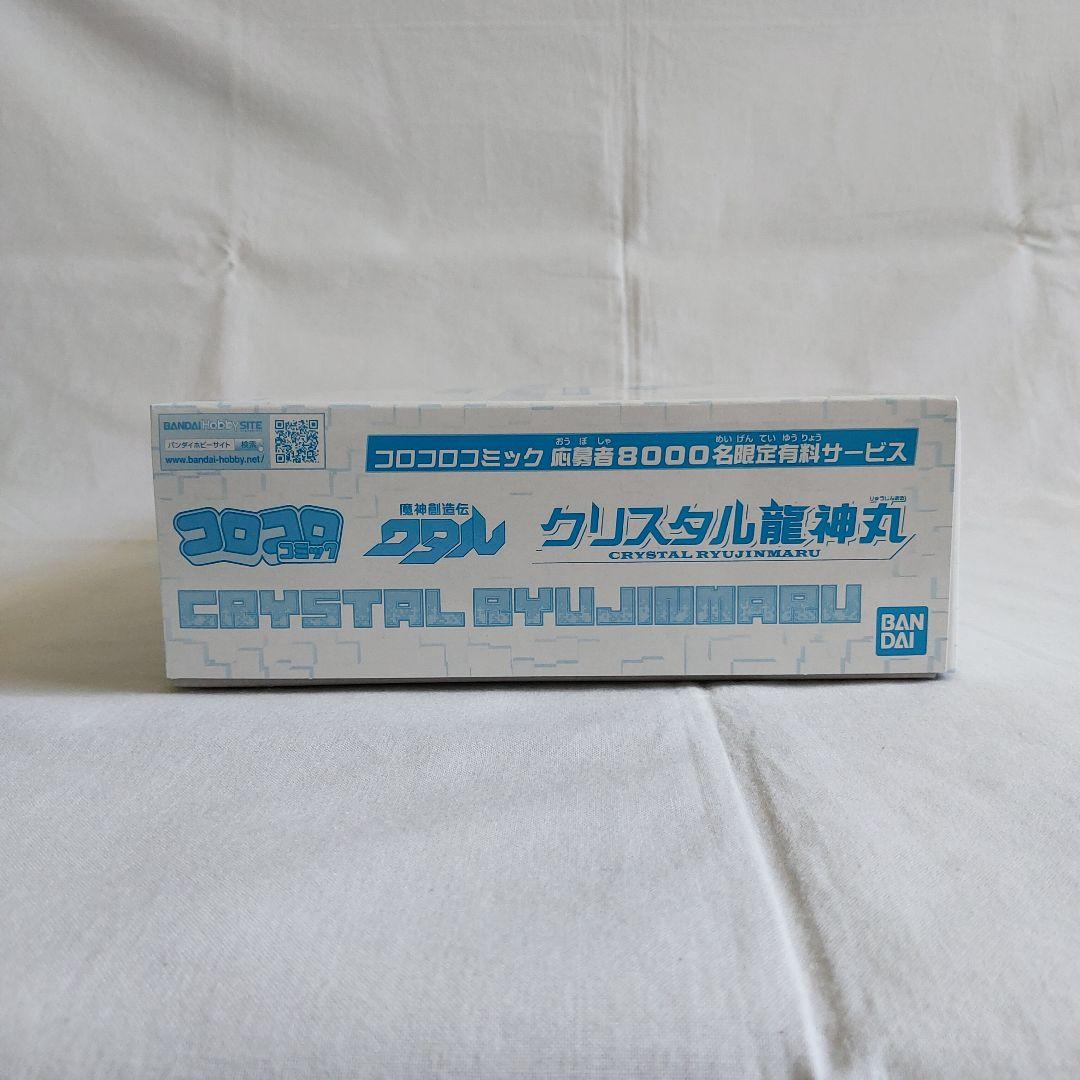 BANDAI Hobby SITE
バンダイホビーサイト 検索
www.bandai-hobby.net/
おうぼしゃ めいげんていゆうりょう
コロコロコミック 応募者8000名限定有料サービス
コロコロ
コミック
魔神創造伝
ワタル
りゅうじんまる
クリスタル龍神丸
CRYSTAL RYUJINMARU
CRYSTAL RYUJINMARU
BAN
DAI